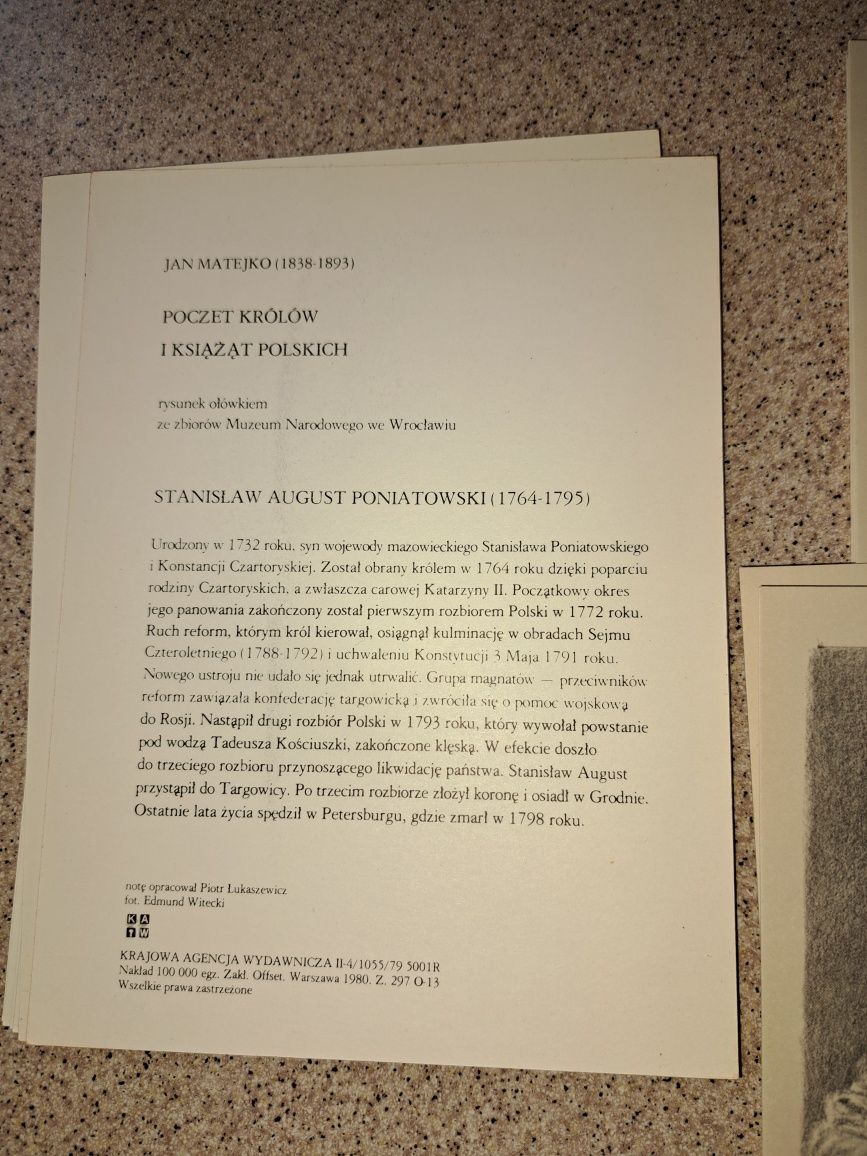 JAN MATEJKO (1838-1893)
POCZET KRÓLÓW
I KSIĄŻĄT POLSKICH
rysunek ołówkiem
ze zbiorów Muzeum Narodowego we Wrocławiu
STANISŁAW AUGUST PONIATOWSKI (1764-1795)
Urodzony w 1732 roku, syn wojewody mazowieckiego Stanisława Poniatowskiego
i Konstancji Czartoryskiej. Został obrany królem w 1764 roku dzięki poparciu
rodziny Czartoryskich, a zwłaszcza carowej Katarzyny II. Początkowy okres
jego panowania zakończony został pierwszym rozbiorem Polski w 1772 roku.
Ruch reform, którym król kierował, osiągnął kulminację w obradach Sejmu
Czteroletniego (1788-1792) i uchwaleniu Konstytucji 3 Maja 1791 roku.
Nowego ustroju nie udało się jednak utrwalić. Grupa magnatów — przeciwników
reform zawiązała konfederację targowicką i zwróciła się o pomoc wojskową
do Rosji. Nastąpił drugi rozbiór Polski w 1793 roku, który wywołał powstanie
pod wodzą Tadeusza Kościuszki, zakończone klęską. W efekcie doszło
do trzeciego rozbioru przynoszącego likwidację państwa. Stanisław August
przystąpił do Targowicy. Po trzecim rozbiorze złożył koronę i osiadł w Grodnie.
Ostatnie lata życia spędził w Petersburgu, gdzie zmarł w 1798 roku.
notę opracował Piotr Łukaszewicz
fot. Edmund Witecki
K A
W
KRAJOWA AGENCJA WYDAWNICZA II-4/1055/79 5001R
Nakład 100 000 egz. Zakł. Offset. Warszawa 1980. Z. 297 O-13
Wszelkie prawa zastrzeżone